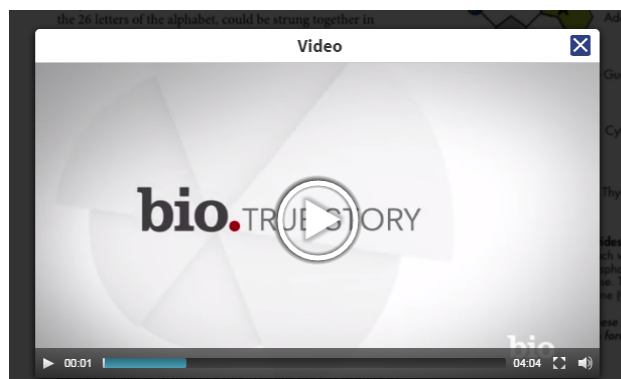 the 26 letters of the alphabet, could be strung together in
Video
bio. TRUE STORY
bio
00:01
04:04